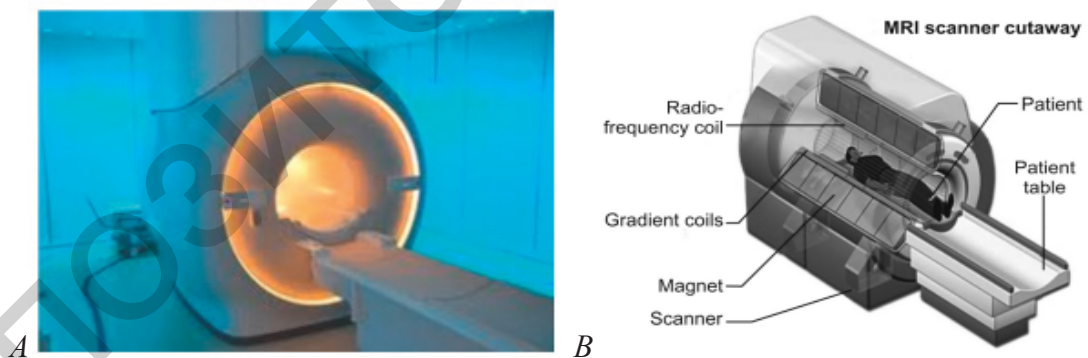 MRI scanner cutaway
Radio-
frequency coil
Patient
Patient
table
Gradient coils
Magnet
Scanner
A
B